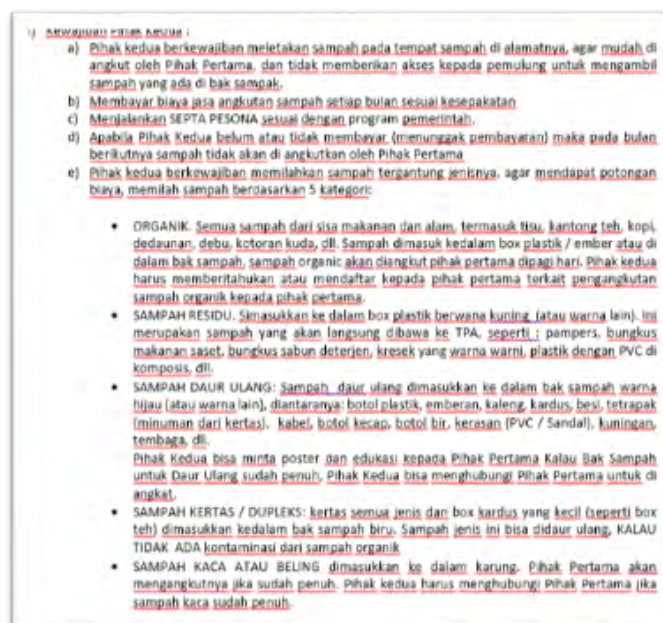 1) Kewajiban Pihak Kedua :
a) Pihak kedua berkewajiban meletakan sampah pada tempat sampah di alamatnya, agar mudah di
angkut oleh Pihak Pertama, dan tidak memberikan akses kepada pemulung untuk mengambil
sampah yang ada di bak sampak.
b) Membayar biaya jasa angkutan sampah setiap bulan sesuai kesepakatan
c) Menjalankan SEPTA PESONA sesuai dengan program pemerintah.
d) Apabila Pihak Kedua belum atau tidak membayar (menunggak pembayaran) maka pada bulan
berikutnya sampah tidak akan di angkutkan oleh Pihak Pertama
e) Pihak kedua berkewajiban memilahkan sampah tergantung jenisnya, agar mendapat potongan
biaya, memilah sampah berdasarkan 5 kategori:
• ORGANIK. Semua sampah dari sisa makanan dan alam, termasuk tisu, kantong teh, kopi,
dedaunan, debu, kotoran kuda, dll. Sampah dimasuk kedalam box plastik / ember atau di
dalam bak sampah, sampah organic akan diangkut pihak pertama dipagi hari. Pihak kedua
harus memberitahukan atau mendaftar kepada pihak pertama terkait pengangkutan
sampah organik kepada pihak pertama.
• SAMPAH RESIDU. Simasukkan ke dalam box plastik berwana kuning (atau warna lain). Ini
merupakan sampah yang akan langsung dibawa ke TPA, seperti : pampers, bungkus
makanan saset, bungkus sabun deterjen, kresek yang warna warni, plastik dengan PVC di
komposis, dll.
• SAMPAH DAUR ULANG: Sampah daur ulang dimasukkan ke dalam bak sampah warna
hijau (atau warna lain), diantaranya: botol plastik, emberan, kaleng, kardus, besi, tetrapak
(minuman dari kertas). kabel, botol kecap, botol bir, kerasan (PVC / Sandal), kuningan,
tembaga, dll.
Pihak Kedua bisa minta poster dan edukasi kepada Pihak Pertama Kalau Bak Sampah
untuk Daur Ulang sudah penuh, Pihak Kedua bisa menghubungi Pihak Pertama untuk di
angkat.
• SAMPAH KERTAS / DUPLEKS: kertas semua jenis dan box kardus yang kecil (seperti box
teh) dimasukkan kedalam bak sampah biru. Sampah jenis ini bisa didaur ulang, KALAU
TIDAK ADA kontaminasi dari sampah organik
• SAMPAH KACA ATAU BELING dimasukkan ke dalam karung. Pihak Pertama akan
mengangkutnya jika sudah penuh. Pihak kedua harus menghubungi Pihak Pertama jika
sampah kaca sudah penuh.